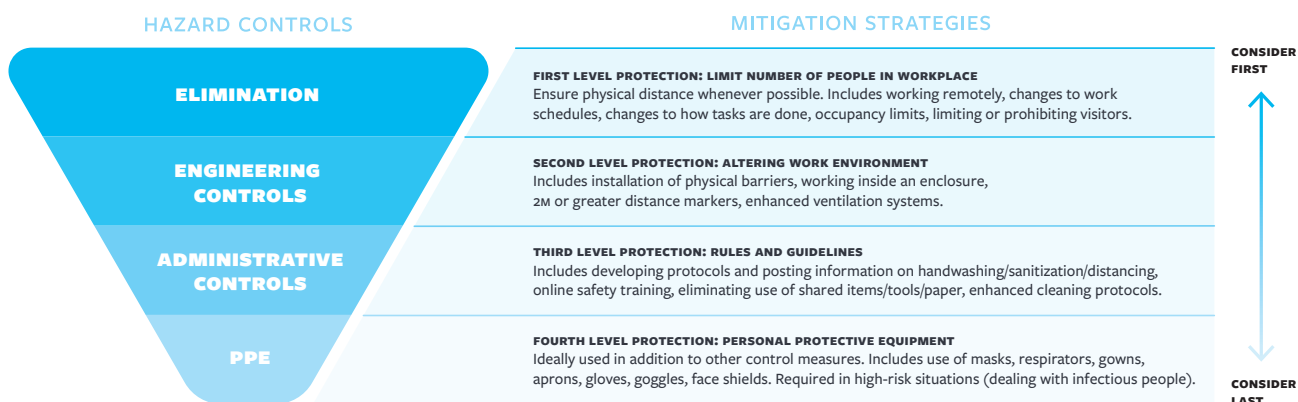 HAZARD CONTROLS
MITIGATION STRATEGIES
ELIMINATION
FIRST LEVEL PROTECTION: LIMIT NUMBER OF PEOPLE IN WORKPLACE
Ensure physical distance whenever possible. Includes working remotely, changes to work
schedules, changes to how tasks are done, occupancy limits, limiting or prohibiting visitors.
CONSIDER
FIRST
ENGINEERING
CONTROLS
SECOND LEVEL PROTECTION: ALTERING WORK ENVIRONMENT
Includes installation of physical barriers, working inside an enclosure,
2M or greater distance markers, enhanced ventilation systems.
ADMINISTRATIVE
CONTROLS
THIRD LEVEL PROTECTION: RULES AND GUIDELINES
Includes developing protocols and posting information on handwashing/sanitization/distancing,
online safety training, eliminating use of shared items/tools/paper, enhanced cleaning protocols.
PPE
FOURTH LEVEL PROTECTION: PERSONAL PROTECTIVE EQUIPMENT
Ideally used in addition to other control measures. Includes use of masks, respirators, gowns,
aprons, gloves, goggles, face shields. Required in high-risk situations (dealing with infectious people).
CONSIDER
LAST